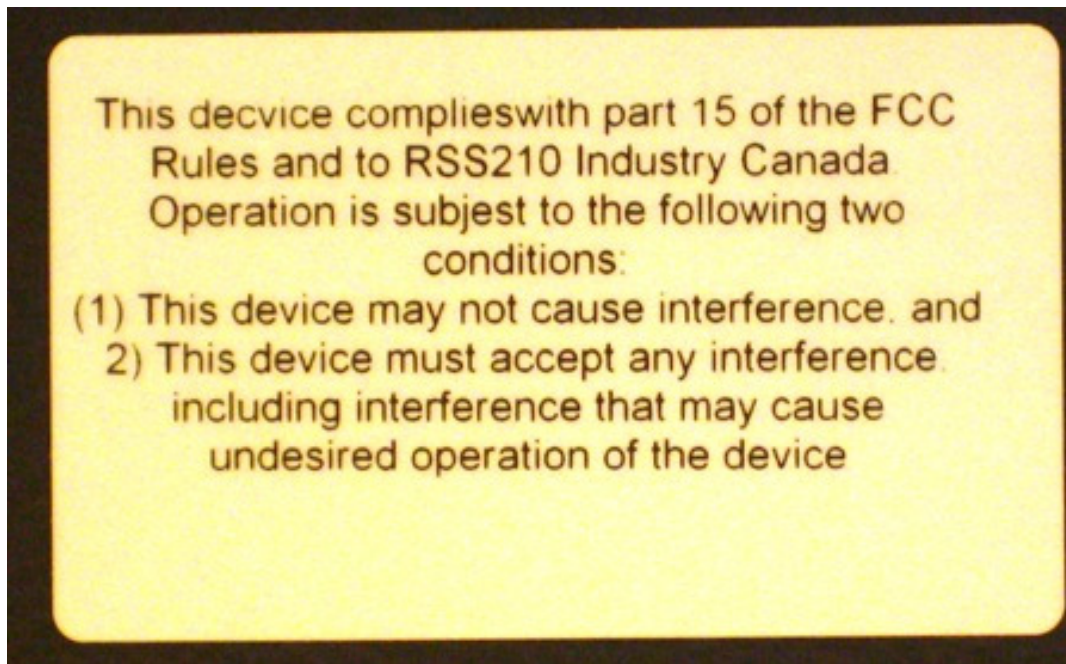 This decvice complieswith part 15 of the FCC
Rules and to RSS210 Industry Canada.
Operation is subjest to the following two
conditions:
(1) This device may not cause interference. and
2) This device must accept any interference.
including interference that may cause
undesired operation of the device